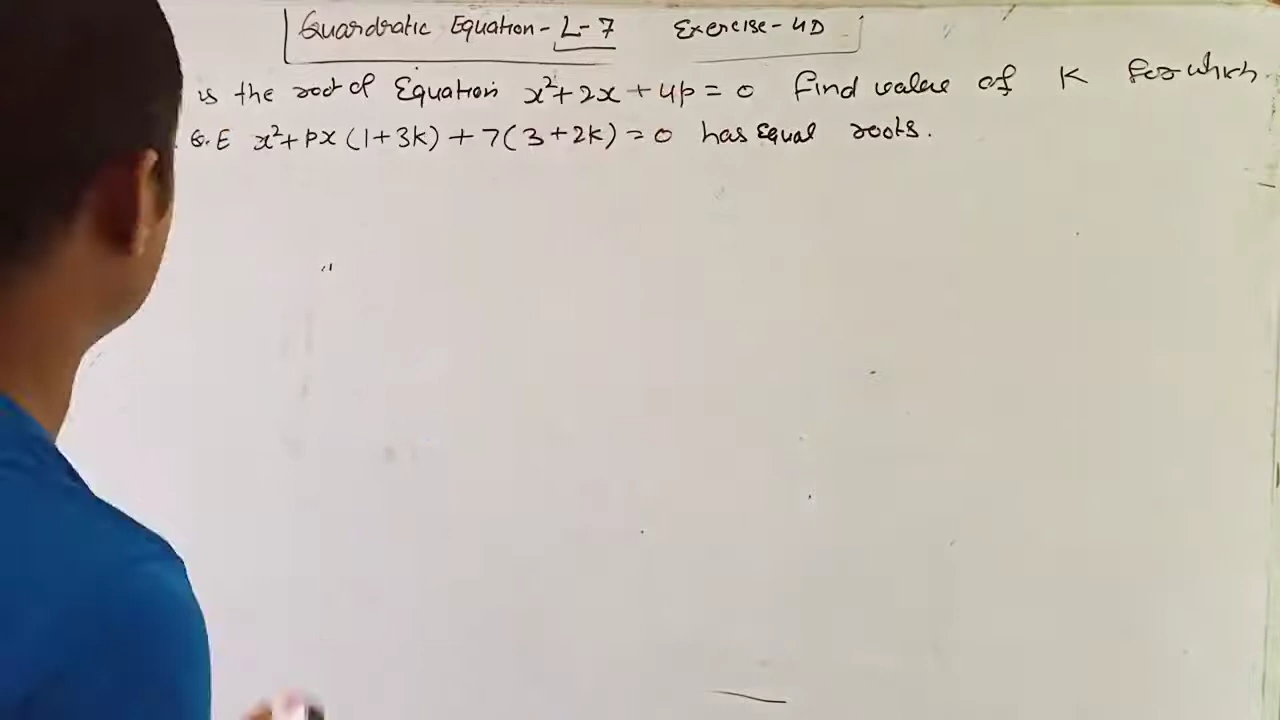 Quardratic Equation - L-7 Exercise-4D
is the root of Equation x²+2x+4p=0 find value of K for which
Q.E x²+px(1+3k)+7(3+2k)=0 has Equal roots.